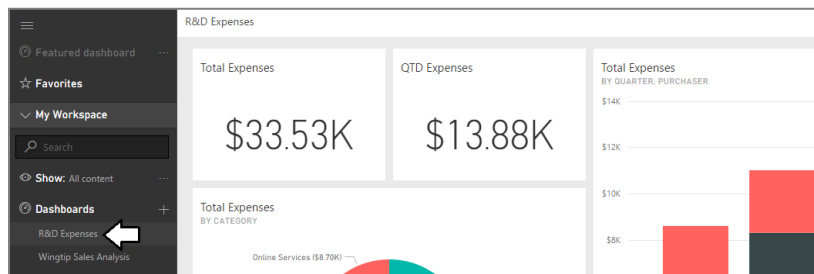 R&D Expenses
Featured dashboard ...
Favorites
My Workspace
Search
Show: All content ...
Dashboards +
R&D Expenses
Wingtip Sales Analysis
Total Expenses
$33.53K
QTD Expenses
$13.88K
Total Expenses
BY CATEGORY
Online Services ($8.70K)
Total Expenses
BY QUARTER, PURCHASER
$14K
$12K
$10K
$8K